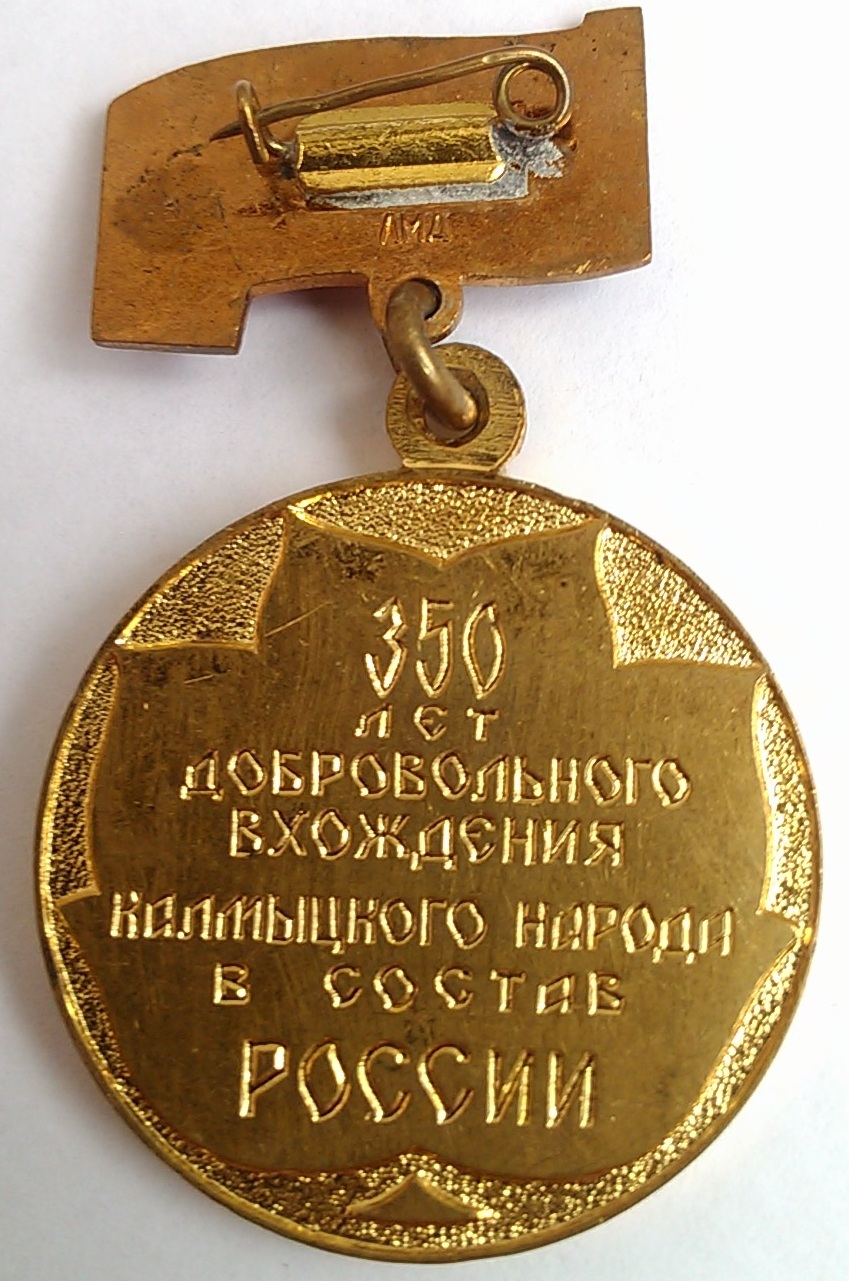 ЛМД
350
ЛЕТ
ДОБРОВОЛЬНОГО
ВХОЖДЕНИЯ
КАЛМЫЦКОГО НАРОДА
В СОСТАВ
РОССИИ